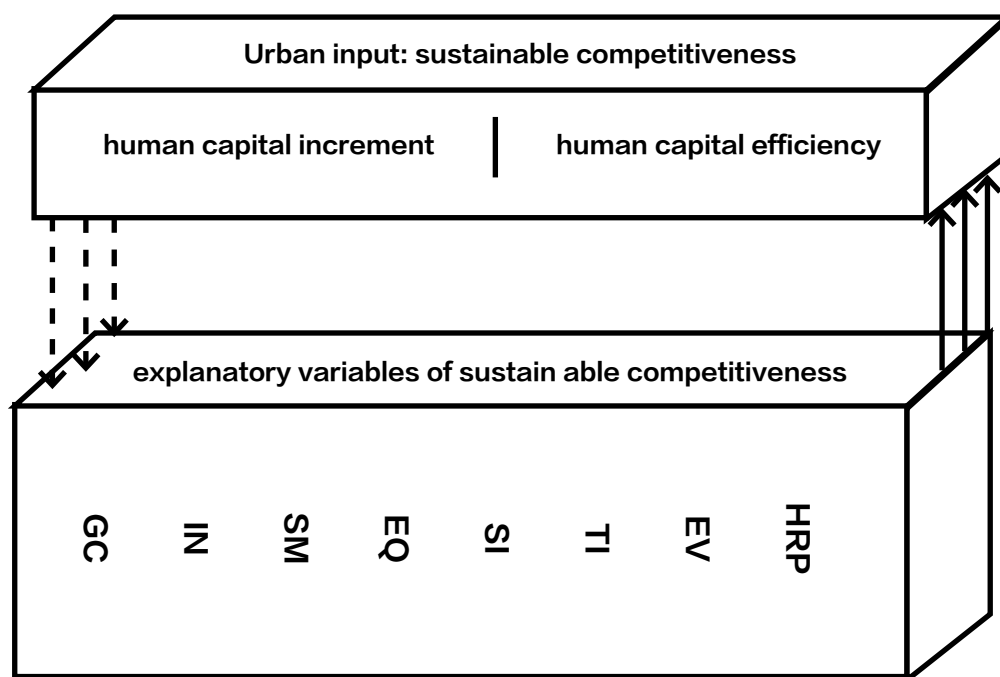 Urban input: sustainable competitiveness
human capital increment | human capital efficiency
explanatory variables of sustain able competitiveness
GC
IN
SM
EQ
SI
TI
EV
HRP